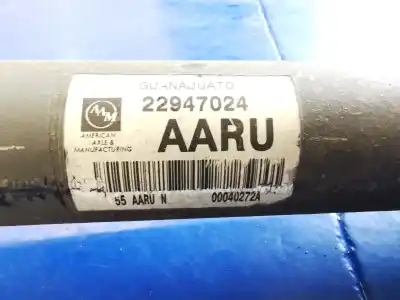 GUANAJUATO
22947024
AAM
AMERICAN
AXLE &
MANUFACTURING
AARU
55 AARU N 00040272A